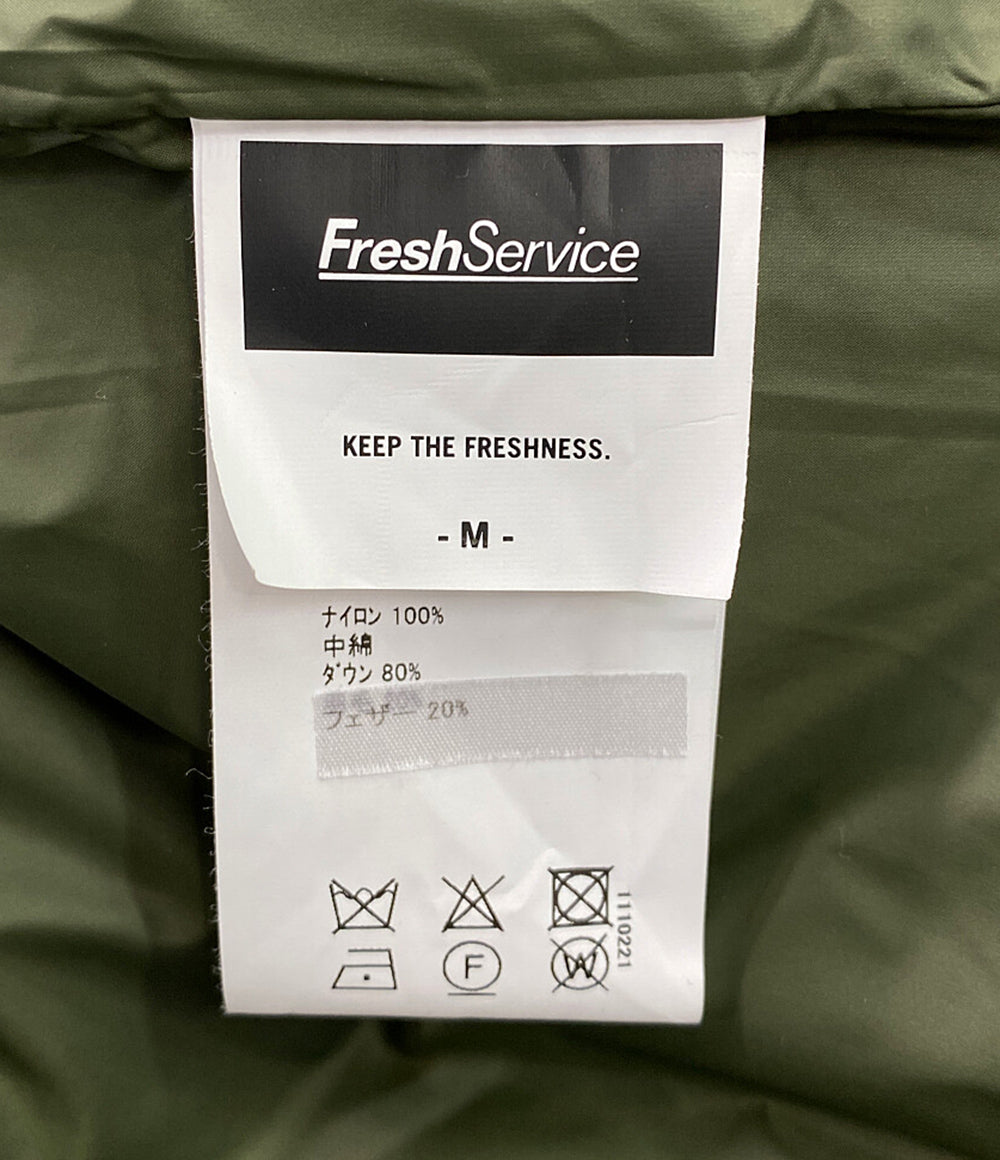 FreshService
KEEP THE FRESHNESS.
- M -
ナイロン 100%
中綿
ダウン 80%
フェザー 20%
F
W
1110221